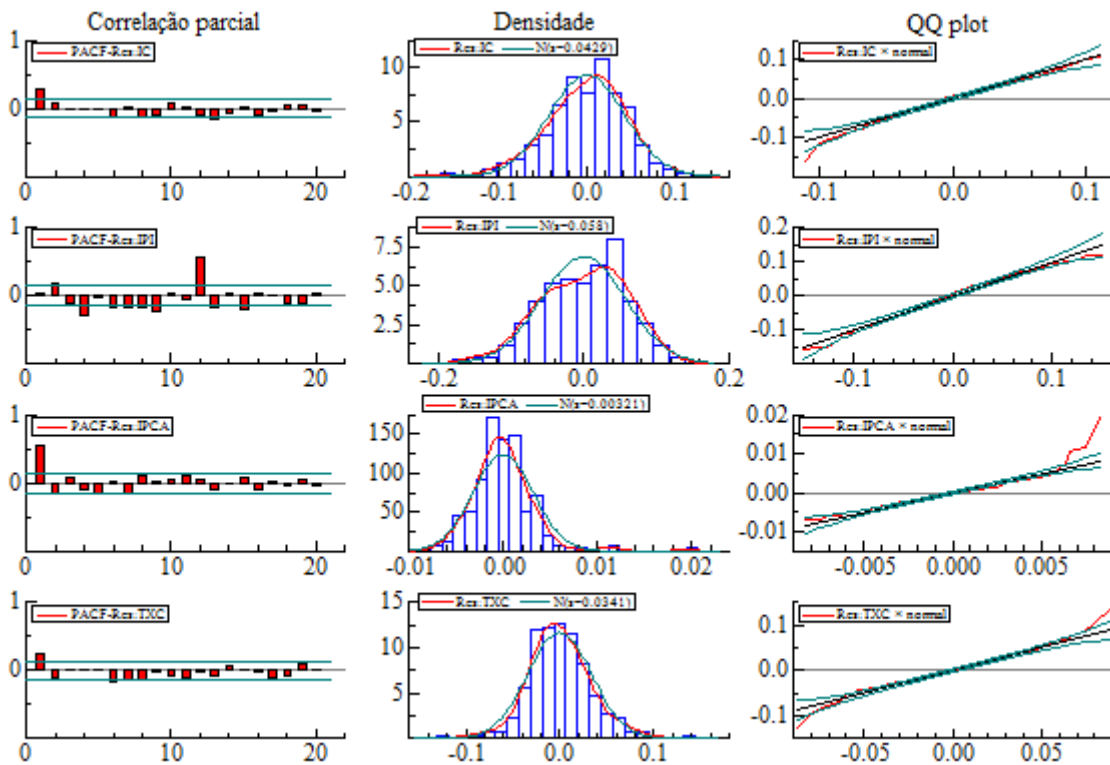 Correlação parcial Densidade QQ plot
1 PACF-Res.IC
0
0 10 20
Res.IC N(s=0.0429)
10
5
-0.2 -0.1 0.0 0.1
Res.IC × normal
0.1
0.0
-0.1
-0.1 0.0 0.1
1 PACF-Res.IPI
0
0 10 20
Res.IPI N(s=0.058)
7.5
5.0
2.5
-0.2 0.0 0.2
Res.IPI × normal
0.2
0.1
0.0
-0.1
-0.1 0.0 0.1
1 PACF-Res.IPCA
0
0 10 20
Res.IPCA N(s=0.00321)
150
100
50
-0.01 0.00 0.01 0.02
Res.IPCA × normal
0.02
0.01
0.00
-0.01
-0.005 0.000 0.005
1 PACF-Res.TXC
0
0 10 20
Res.TXC N(s=0.0341)
15
10
5
-0.1 0.0 0.1
Res.TXC × normal
0.1
0.0
-0.1
-0.05 0.00 0.05